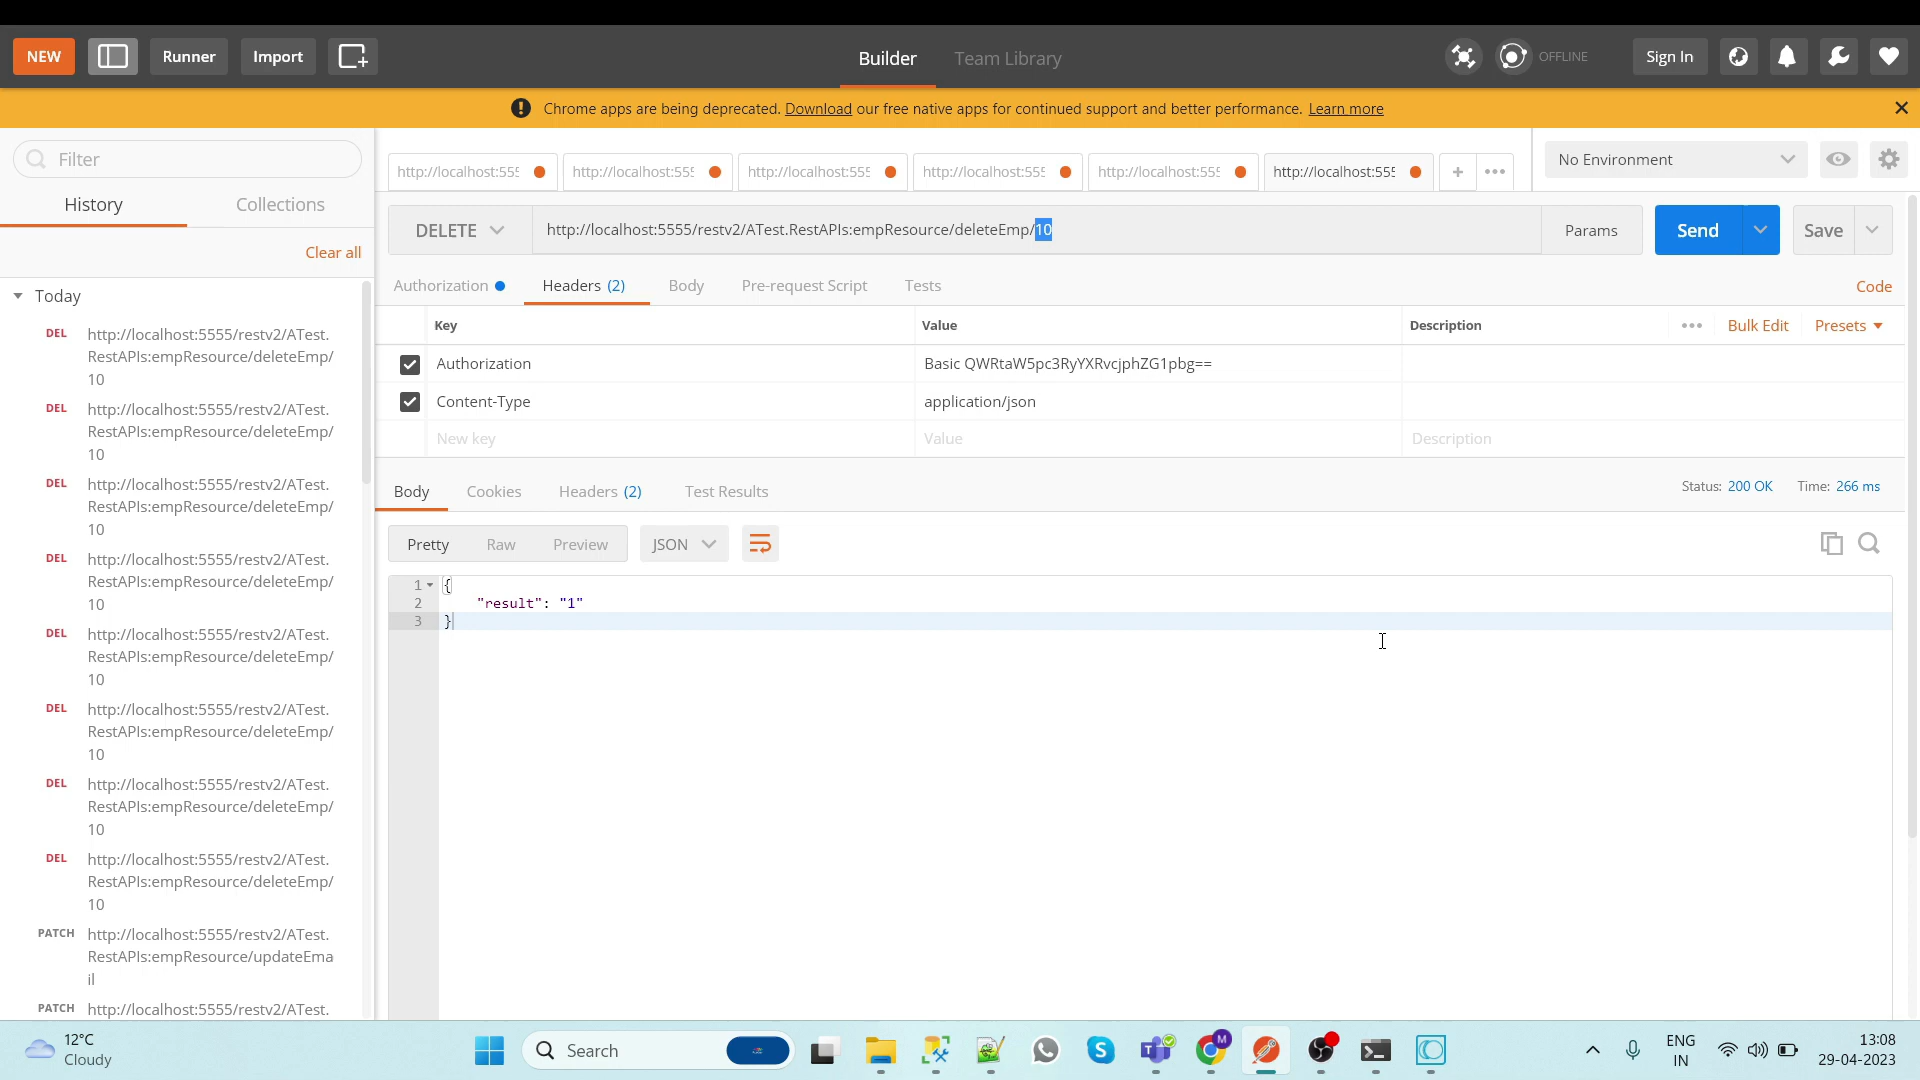 NEW
Runner
Import
Builder
Team Library
OFFLINE
Sign In
Chrome apps are being deprecated. Download our free native apps for continued support and better performance. Learn more
Filter
History
Collections
Clear all
Today
DEL http://localhost:5555/restv2/ATest.
RestAPIs:empResource/deleteEmp/
10
DEL http://localhost:5555/restv2/ATest.
RestAPIs:empResource/deleteEmp/
10
DEL http://localhost:5555/restv2/ATest.
RestAPIs:empResource/deleteEmp/
10
DEL http://localhost:5555/restv2/ATest.
RestAPIs:empResource/deleteEmp/
10
DEL http://localhost:5555/restv2/ATest.
RestAPIs:empResource/deleteEmp/
10
DEL http://localhost:5555/restv2/ATest.
RestAPIs:empResource/deleteEmp/
10
DEL http://localhost:5555/restv2/ATest.
RestAPIs:empResource/deleteEmp/
10
DEL http://localhost:5555/restv2/ATest.
RestAPIs:empResource/deleteEmp/
10
PATCH http://localhost:5555/restv2/ATest.
RestAPIs:empResource/updateEma
il
PATCH http://localhost:5555/restv2/ATest.
http://localhost:555
http://localhost:555
http://localhost:555
http://localhost:555
http://localhost:555
http://localhost:555
No Environment
DELETE
http://localhost:5555/restv2/ATest.RestAPIs:empResource/deleteEmp/10
Params
Send
Save
Authorization
Headers (2)
Body
Pre-request Script
Tests
Code
Key
Value
Description
Bulk Edit
Presets
Authorization
Basic QWRtaW5pc3RyYXRvcjphZG1pbg==
Content-Type
application/json
New key
Value
Description
Body
Cookies
Headers (2)
Test Results
Status: 200 OK
Time: 266 ms
Pretty
Raw
Preview
JSON
1 {
2 "result": "1"
3 }
12°C
Cloudy
Search
M
ENG
IN
13:08
29-04-2023